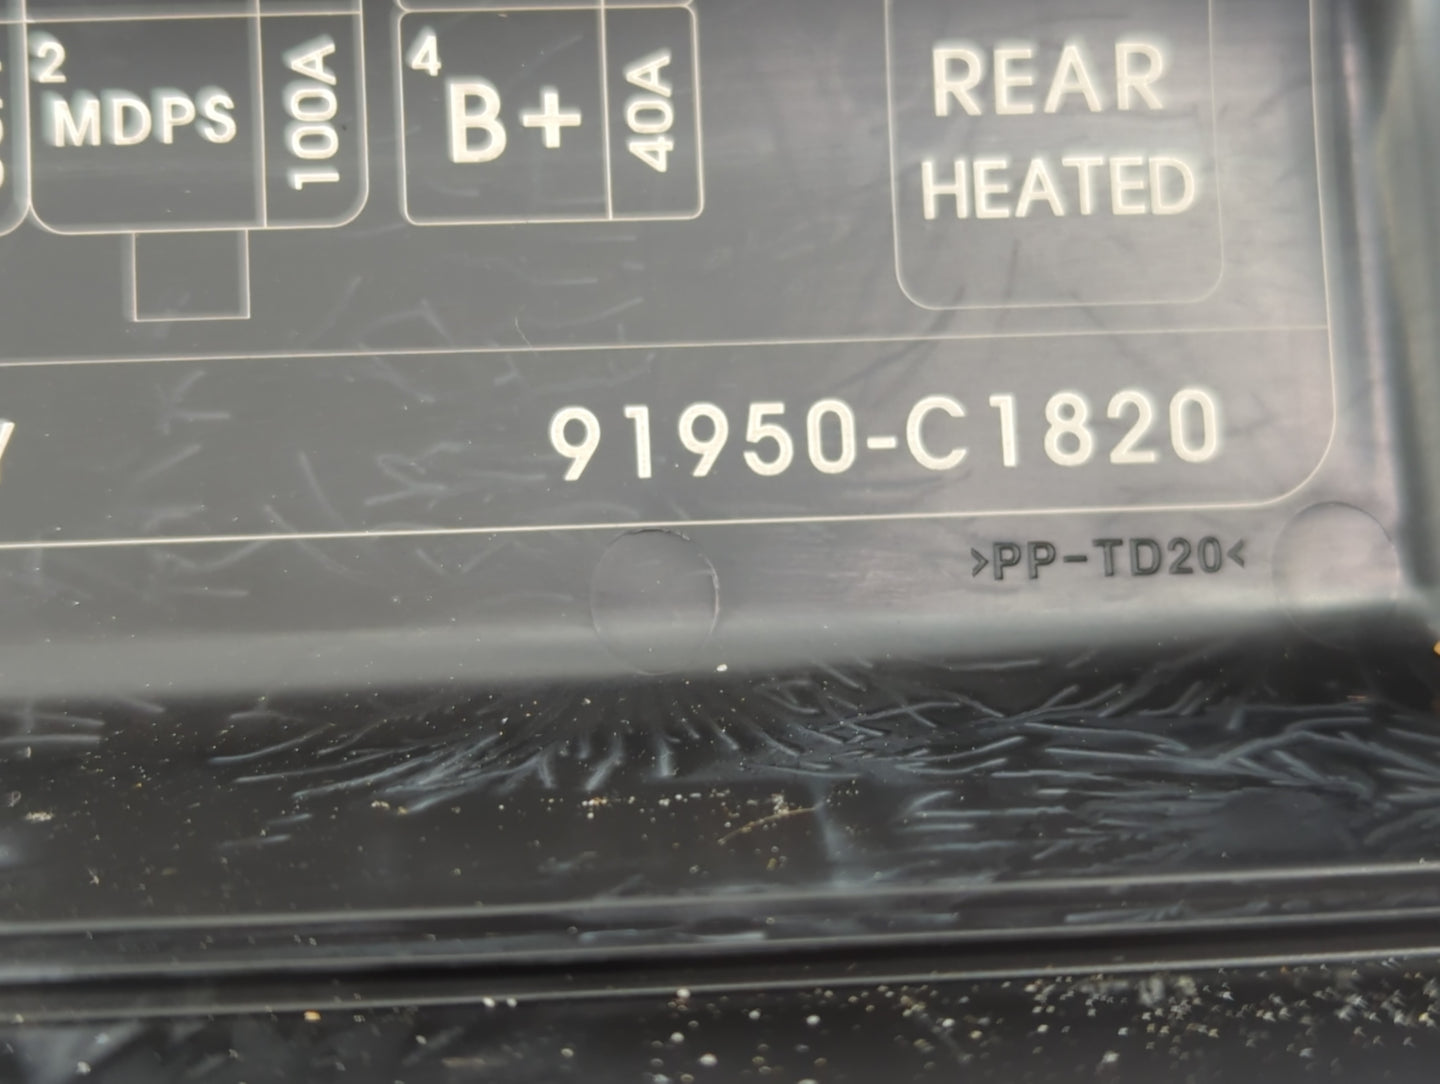 2
MDPS
100A
4
B+
40A
REAR
HEATED
91950-C1820
>PP-TD20<